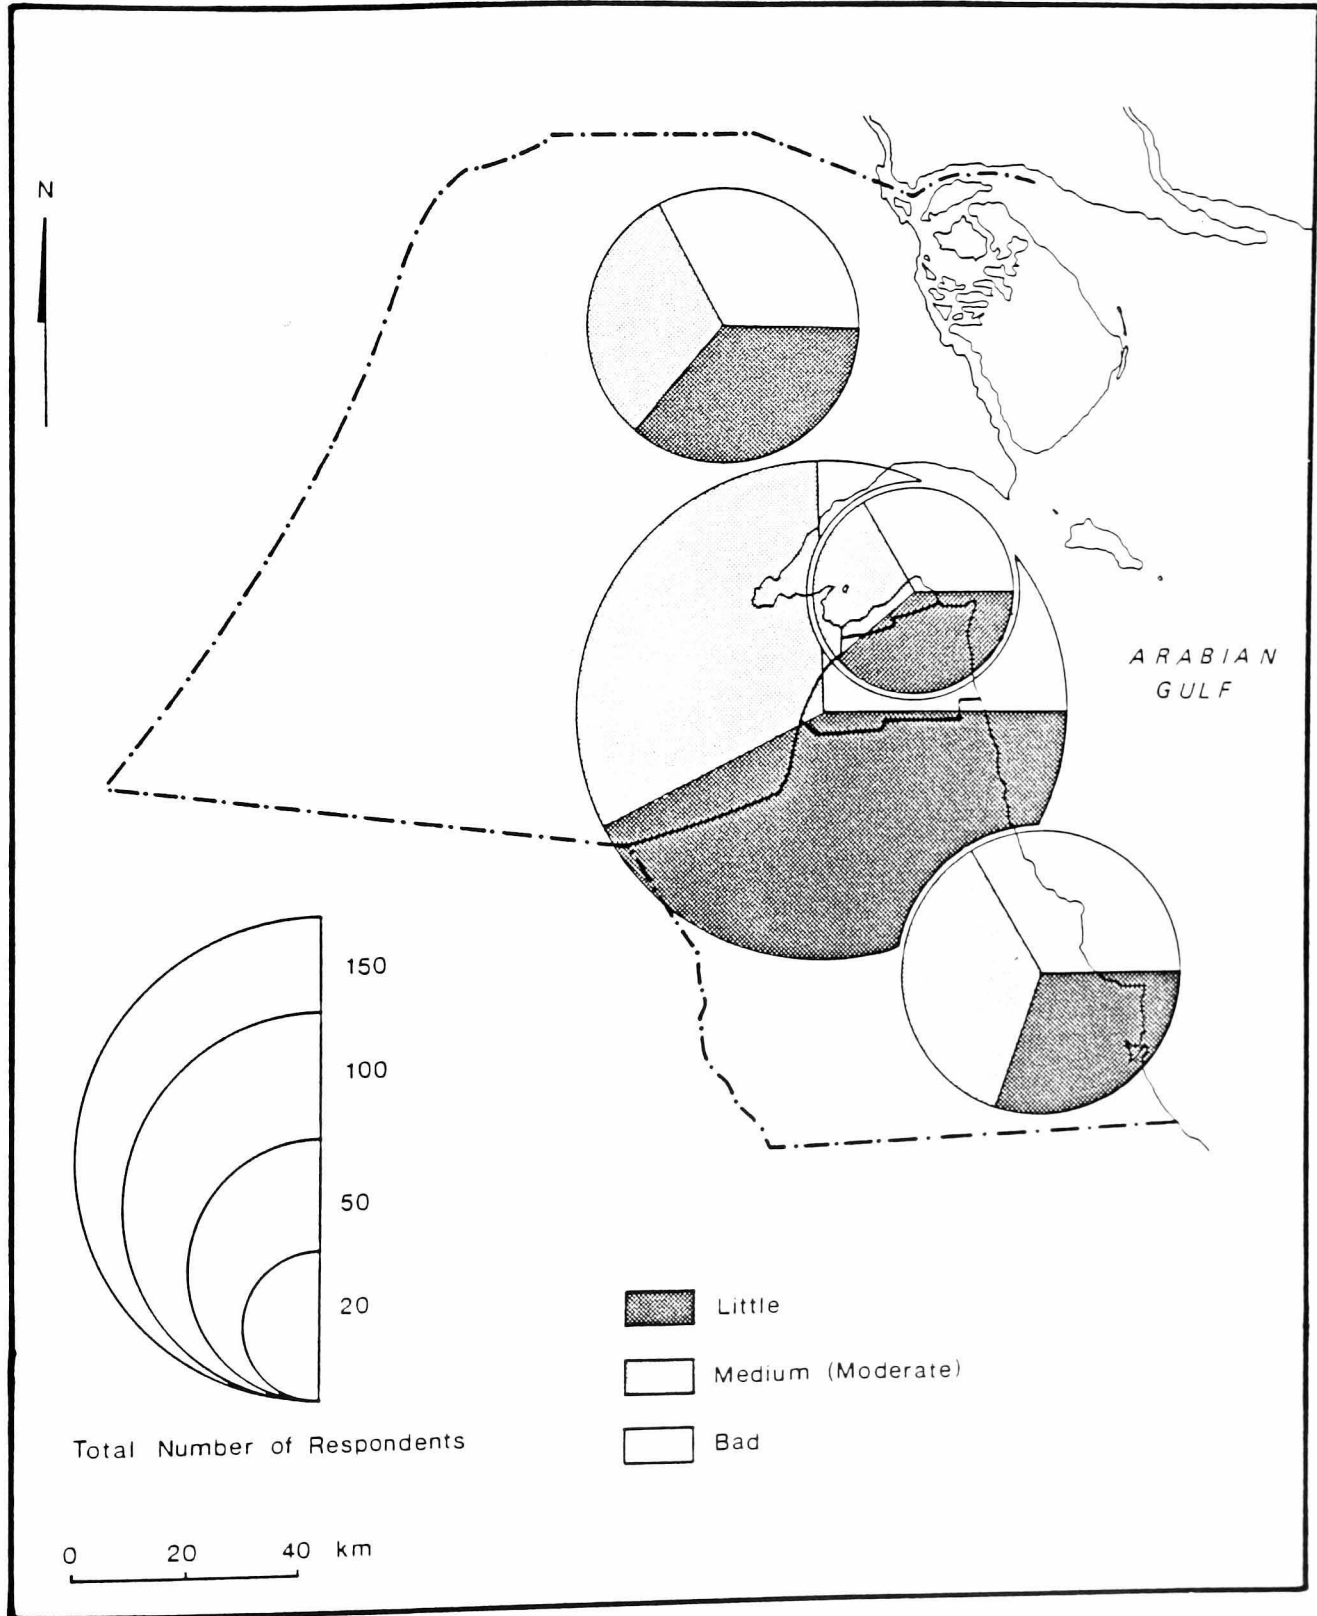 N
ARABIAN
GULF
150
100
50
20
Total Number of Respondents
Little
Medium (Moderate)
Bad
0 20 40 km